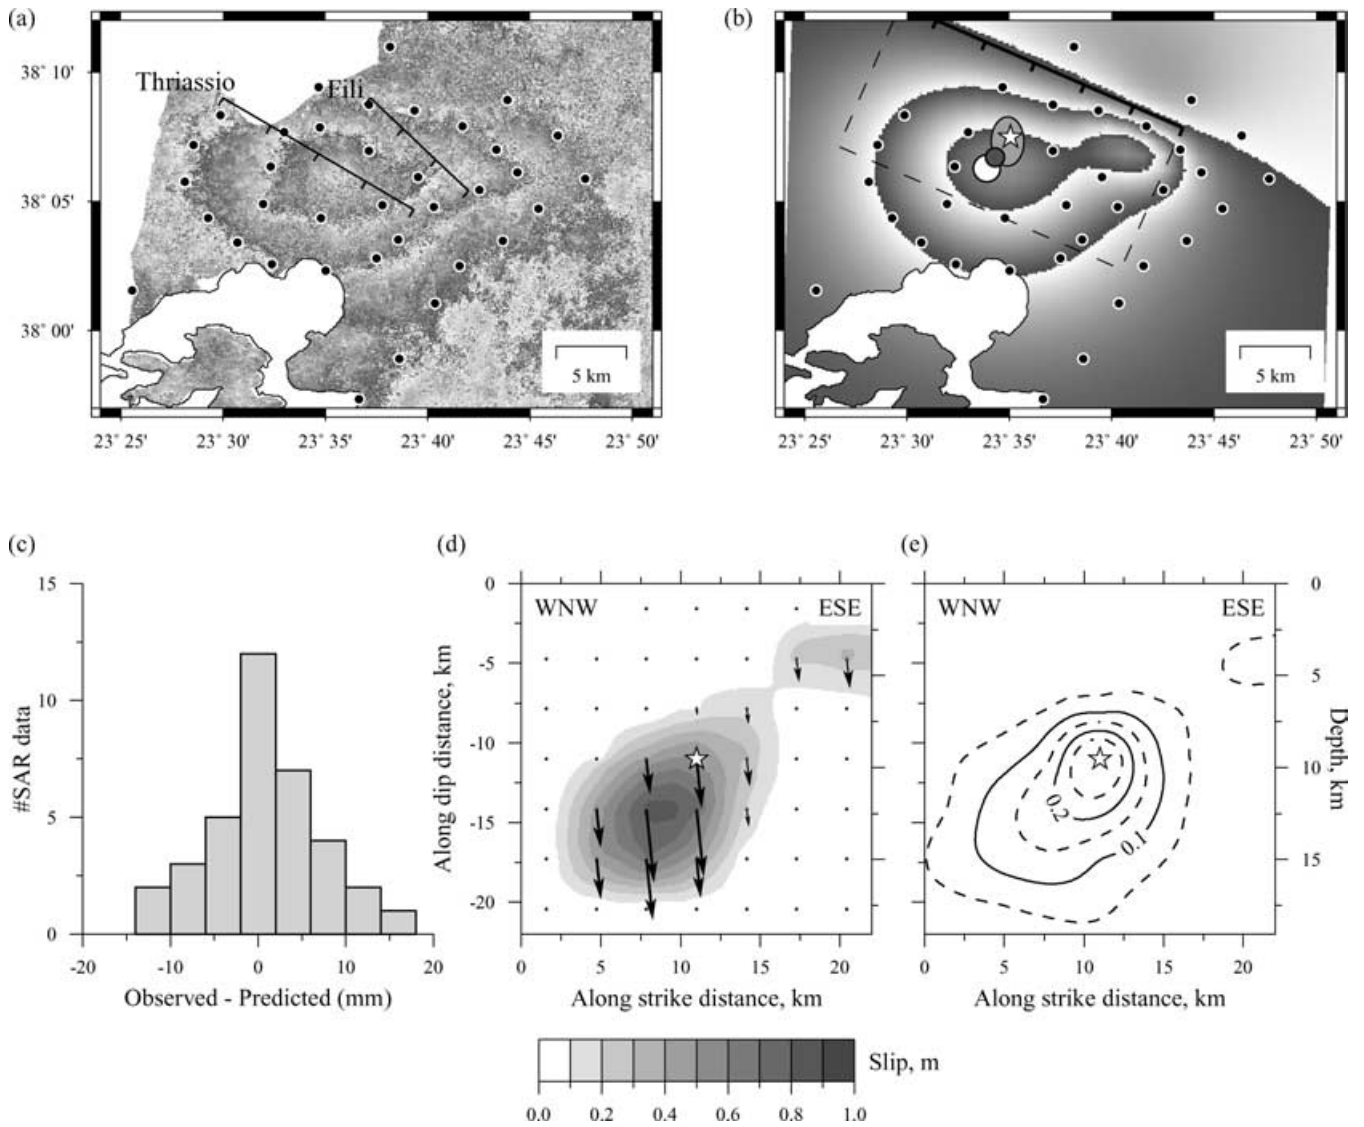 (a)
(b)
38° 10'
38° 05'
38° 00'
Thriassio
Fili
5 km
5 km
23° 25' 23° 30' 23° 35' 23° 40' 23° 45' 23° 50'
23° 25' 23° 30' 23° 35' 23° 40' 23° 45' 23° 50'
(c)
15
10
5
0
#SAR data
-20 -10 0 10 20
Observed - Predicted (mm)
(d)
WNW ESE
0
-5
-10
-15
-20
Along dip distance, km
0 5 10 15 20
Along strike distance, km
(e)
WNW ESE
0.2
0.1
0
5
10
15
Depth, km
0 5 10 15 20
Along strike distance, km
Slip, m
0.0 0.2 0.4 0.6 0.8 1.0